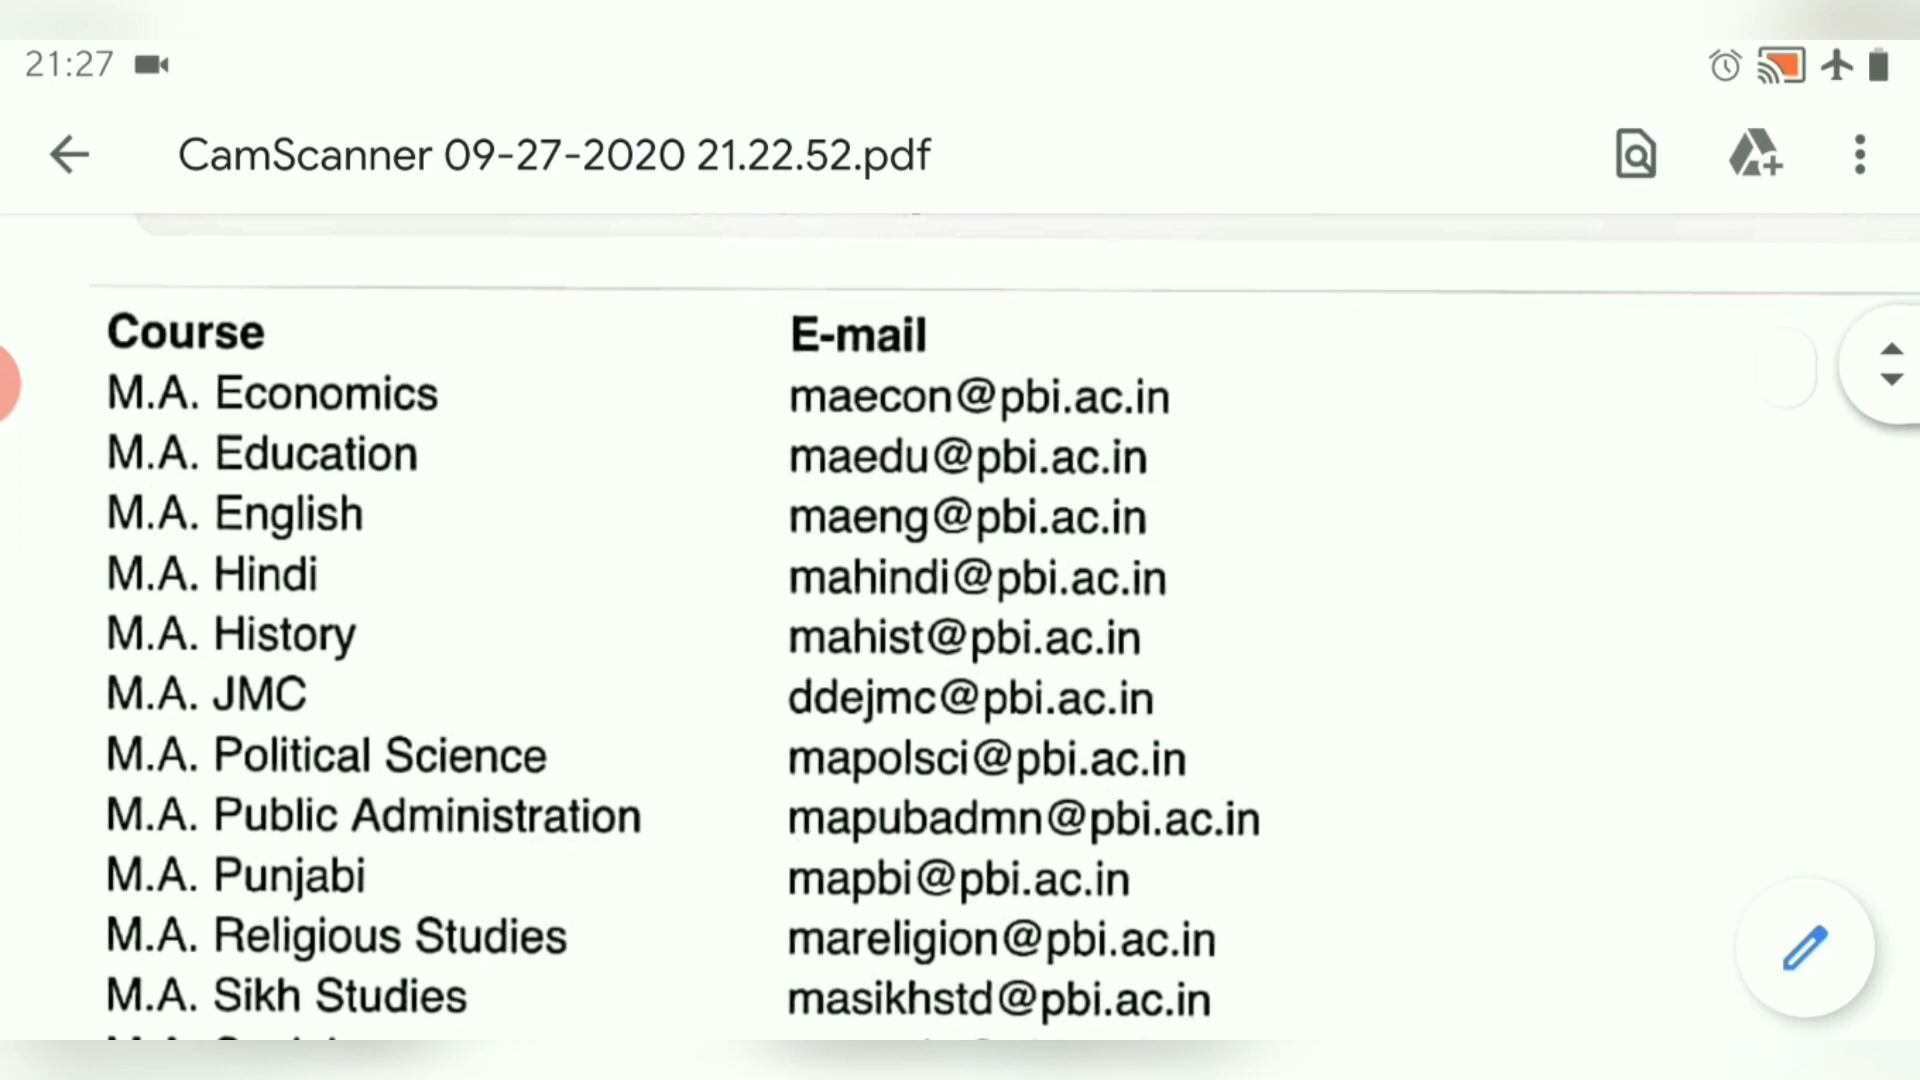 21:27
CamScanner 09-27-2020 21.22.52.pdf
Course E-mail
M.A. Economics maecon@pbi.ac.in
M.A. Education maedu@pbi.ac.in
M.A. English maeng@pbi.ac.in
M.A. Hindi mahindi@pbi.ac.in
M.A. History mahist@pbi.ac.in
M.A. JMC ddejmc@pbi.ac.in
M.A. Political Science mapolsci@pbi.ac.in
M.A. Public Administration mapubadmn@pbi.ac.in
M.A. Punjabi mapbi@pbi.ac.in
M.A. Religious Studies mareligion@pbi.ac.in
M.A. Sikh Studies masikhstd@pbi.ac.in